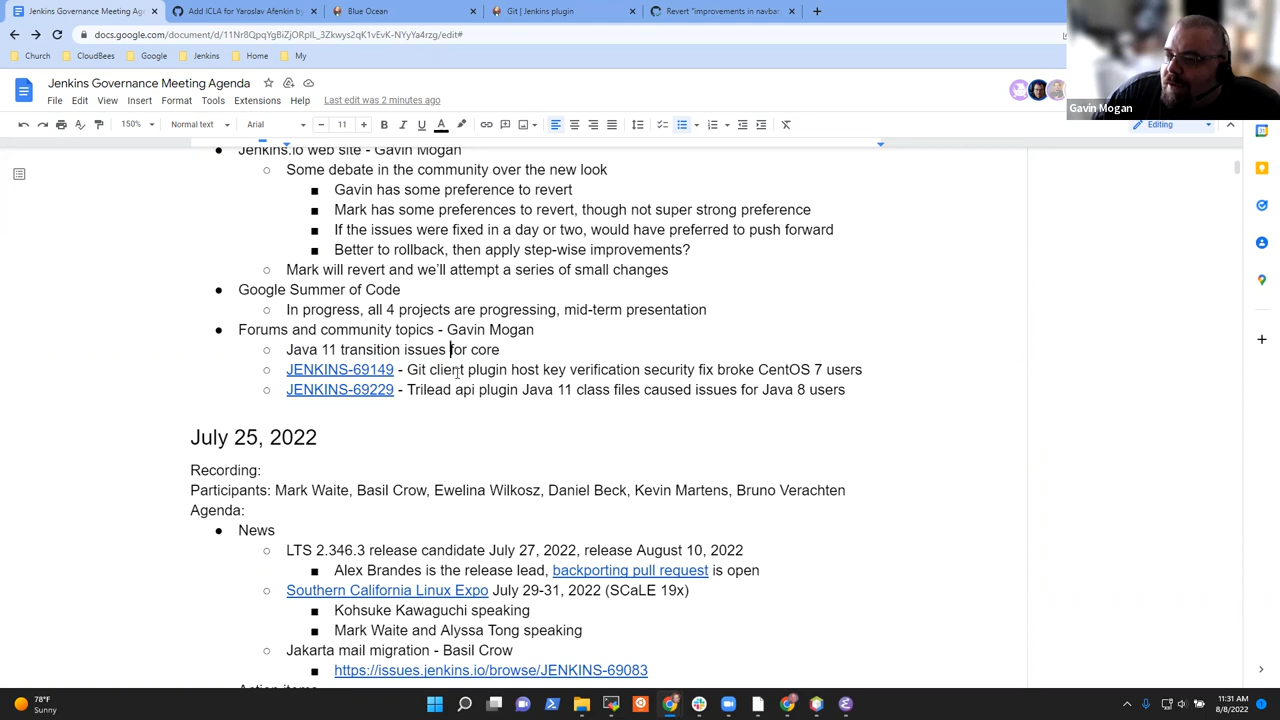 Jenkins Governance Meeting Age
Add ICLA for Yaroslav Afenkin by
Blue Ocean
Git | Jenkins plugin
Revert "improvements in navbar.
docs.google.com/document/d/11Nr8QpqYgBiZjORpIL_3Zkwys2qK1vEvK-NYyYa4rzg/edit#
Church
CloudBees
Google
Jenkins
Home
My
Jenkins Governance Meeting Agenda
File Edit View Insert Format Tools Extensions Help Last edit was 2 minutes ago
150% Normal text Arial 11 Editing
Gavin Mogan
Jenkins.io web site - Gavin Mogan
Some debate in the community over the new look
Gavin has some preference to revert
Mark has some preferences to revert, though not super strong preference
If the issues were fixed in a day or two, would have preferred to push forward
Better to rollback, then apply step-wise improvements?
Mark will revert and we'll attempt a series of small changes
Google Summer of Code
In progress, all 4 projects are progressing, mid-term presentation
Forums and community topics - Gavin Mogan
Java 11 transition issues for core
JENKINS-69149 - Git client plugin host key verification security fix broke CentOS 7 users
JENKINS-69229 - Trilead api plugin Java 11 class files caused issues for Java 8 users
July 25, 2022
Recording:
Participants: Mark Waite, Basil Crow, Ewelina Wilkosz, Daniel Beck, Kevin Martens, Bruno Verachten
Agenda:
News
LTS 2.346.3 release candidate July 27, 2022, release August 10, 2022
Alex Brandes is the release lead, backporting pull request is open
Southern California Linux Expo July 29-31, 2022 (SCaLE 19x)
Kohsuke Kawaguchi speaking
Mark Waite and Alyssa Tong speaking
Jakarta mail migration - Basil Crow
https://issues.jenkins.io/browse/JENKINS-69083
Action items
78°F
Sunny
11:31 AM
8/8/2022